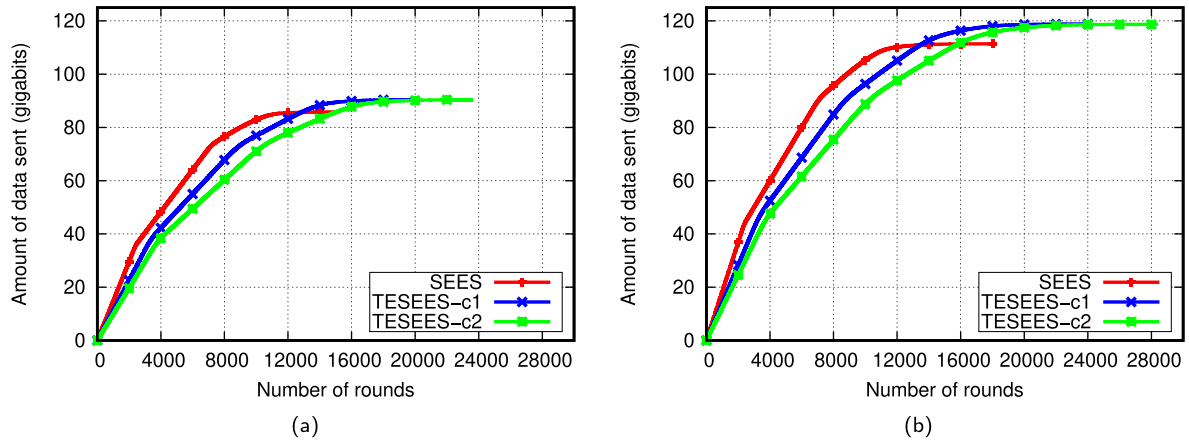 120
100
80
60
40
20
0
Amount of data sent (gigabits)
0 4000 8000 12000 16000 20000 24000 28000
Number of rounds
SEES
TESEES-c1
TESEES-c2
(a)
120
100
80
60
40
20
0
Amount of data sent (gigabits)
0 4000 8000 12000 16000 20000 24000 28000
Number of rounds
SEES
TESEES-c1
TESEES-c2
(b)